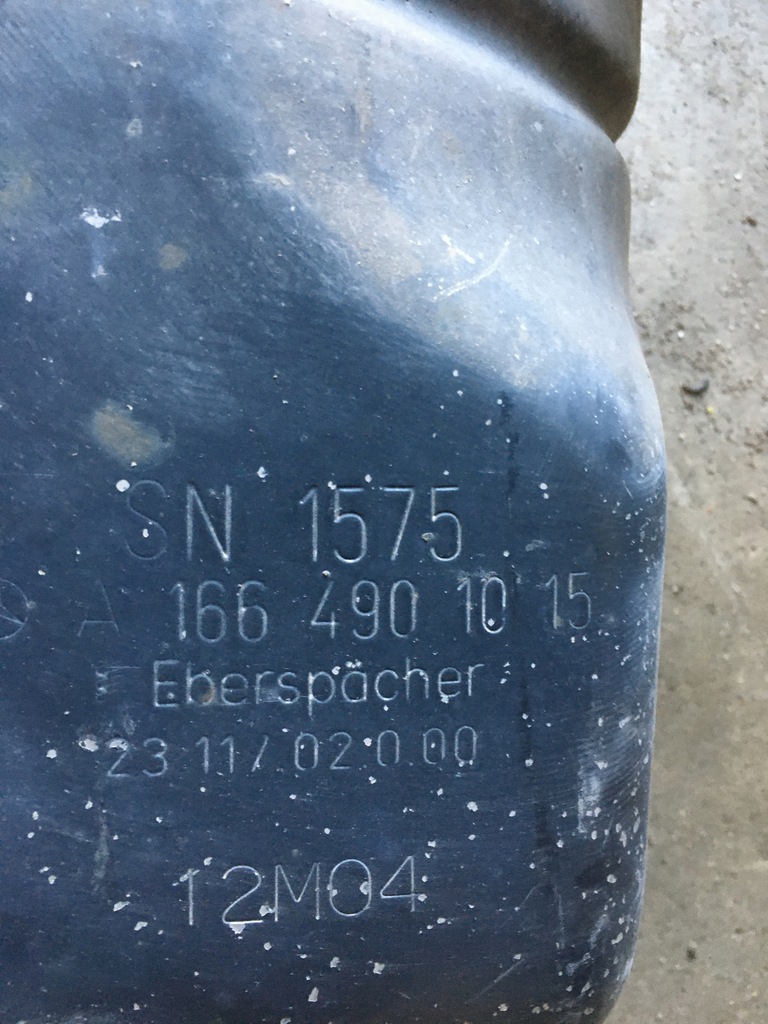 SN 1575
A 166 490 10 15
Eberspächer
23 11/.02.0.00
12M04